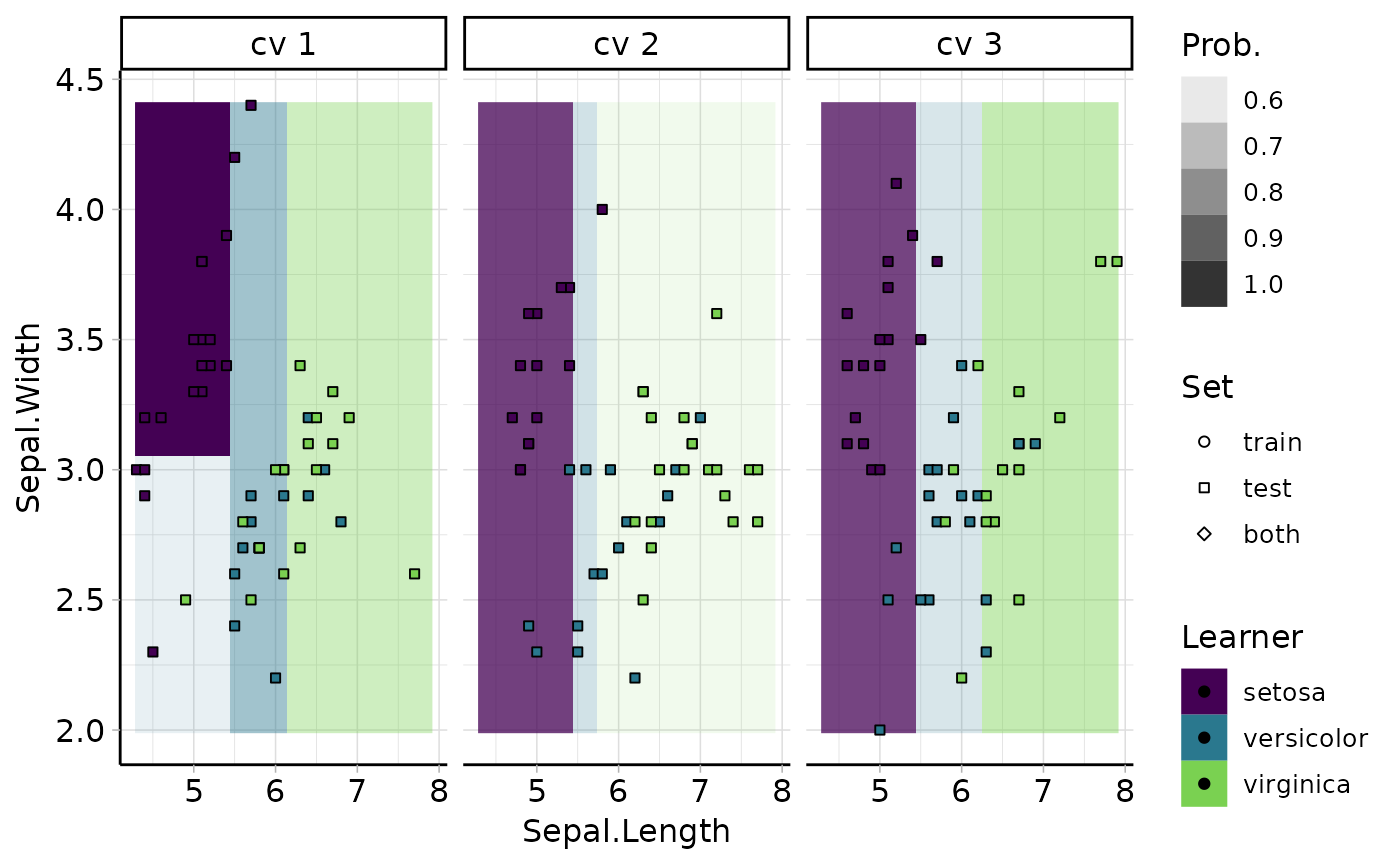 cv 1
cv 2
cv 3
4.5
4.0
3.5
3.0
2.5
2.0
Sepal.Width
5 6 7 8
5 6 7 8
5 6 7 8
Sepal.Length
Prob.
0.6
0.7
0.8
0.9
1.0
Set
train
test
both
Learner
setosa
versicolor
virginica